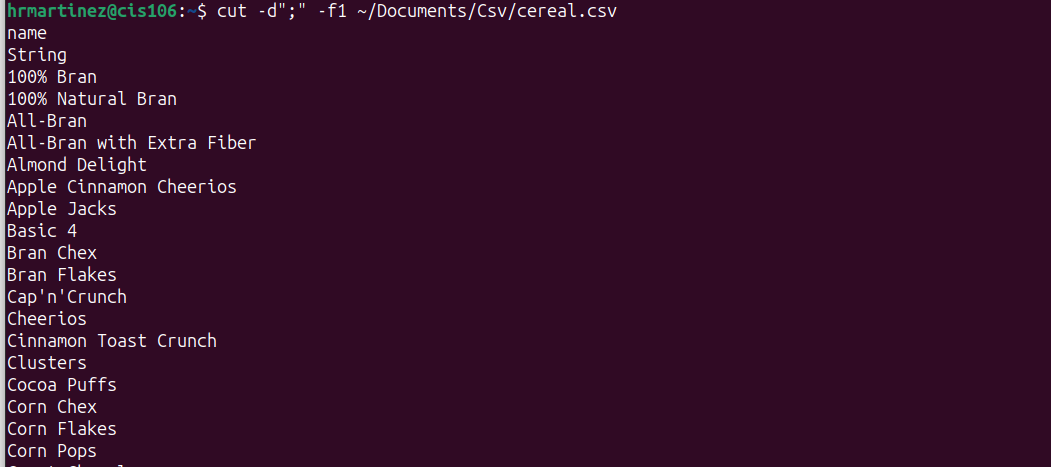 hrmartinez@cis106:~$ cut -d";" -f1 ~/Documents/Csv/cereal.csv
name
String
100% Bran
100% Natural Bran
All-Bran
All-Bran with Extra Fiber
Almond Delight
Apple Cinnamon Cheerios
Apple Jacks
Basic 4
Bran Chex
Bran Flakes
Cap'n'Crunch
Cheerios
Cinnamon Toast Crunch
Clusters
Cocoa Puffs
Corn Chex
Corn Flakes
Corn Pops